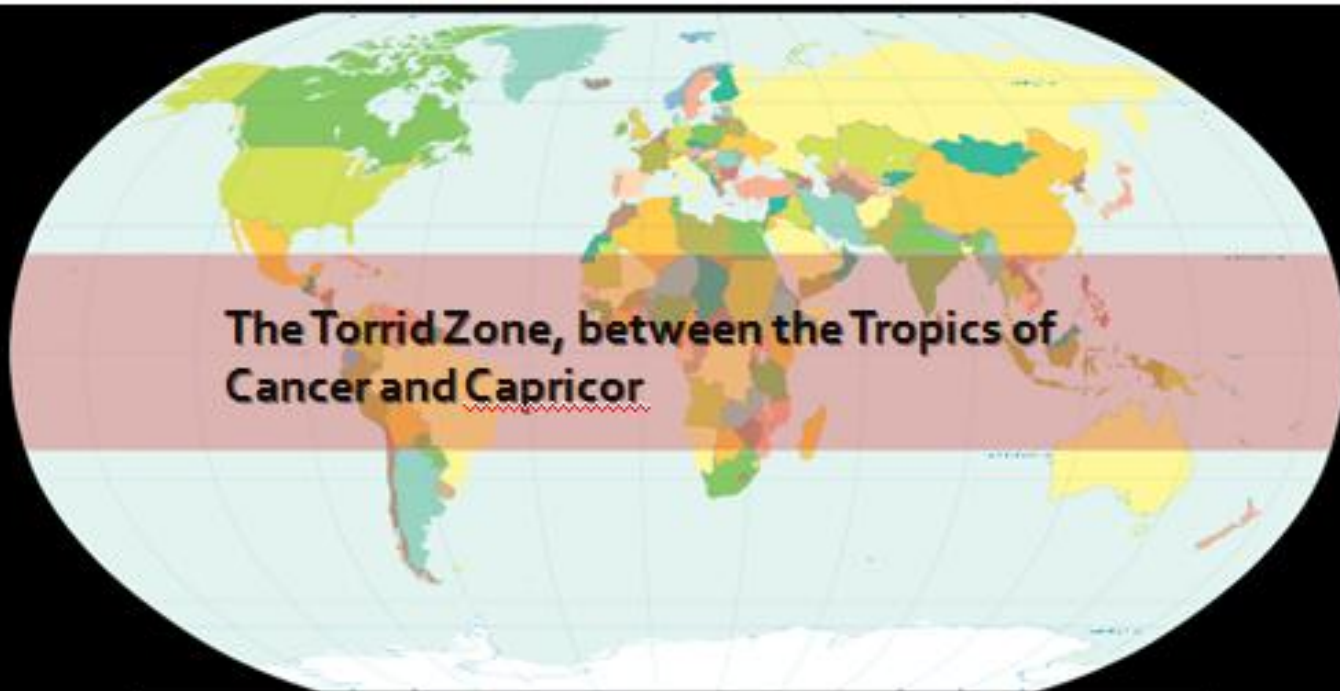 The Torrid Zone, between the Tropics of
Cancer and Capricor